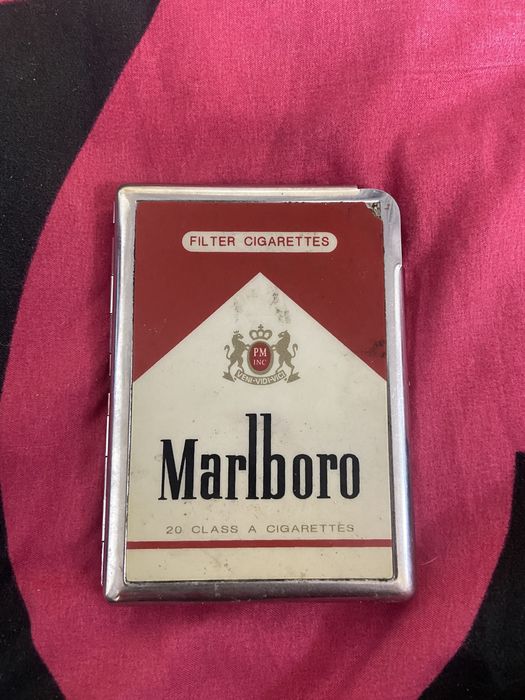 FILTER CIGARETTES
PM
INC
VENI·VIDI·VICI
Marlboro
20 CLASS A CIGARETTES